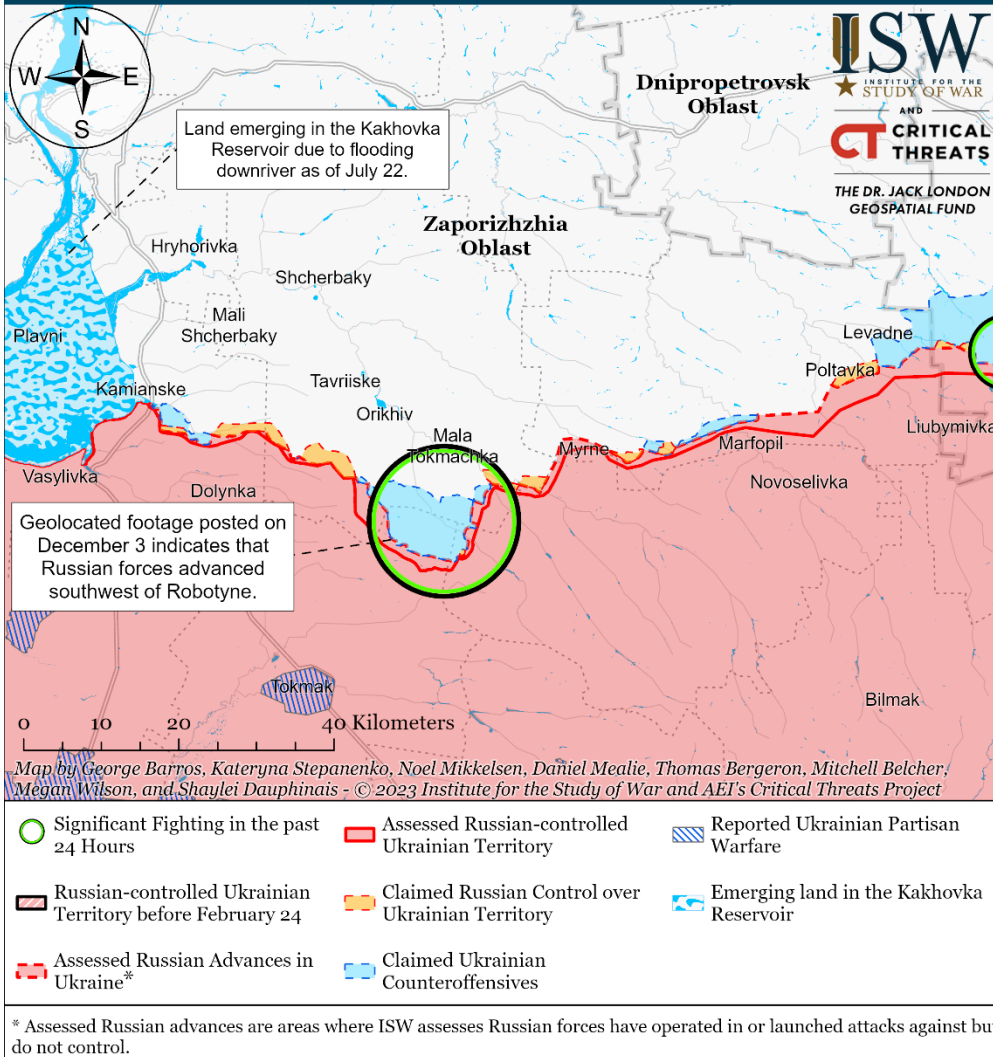 N
W
E
S
ISW
INSTITUTE FOR THE
STUDY OF WAR
AND
CT CRITICAL
THREATS
THE DR. JACK LONDON
GEOSPATIAL FUND
Dnipropetrovsk
Oblast
Land emerging in the Kakhovka
Reservoir due to flooding
downriver as of July 22.
Zaporizhzhia
Oblast
Hryhorivka
Shcherbaky
Mali
Shcherbaky
Plavni
Levadne
Poltavka
Kamianske
Tavriiske
Orikhiv
Mala
Tokmachka
Myrne
Marfopil
Liubymivka
Vasylivka
Dolynka
Novoselivka
Geolocated footage posted on
December 3 indicates that
Russian forces advanced
southwest of Robotyne.
Tokmak
Bilmak
0 10 20 40 Kilometers
Map by George Barros, Kateryna Stepanenko, Noel Mikkelsen, Daniel Mealie, Thomas Bergeron, Mitchell Belcher,
Megan Wilson, and Shaylei Dauphinais - © 2023 Institute for the Study of War and AEI's Critical Threats Project
Significant Fighting in the past
24 Hours
Assessed Russian-controlled
Ukrainian Territory
Reported Ukrainian Partisan
Warfare
Russian-controlled Ukrainian
Territory before February 24
Claimed Russian Control over
Ukrainian Territory
Emerging land in the Kakhovka
Reservoir
Assessed Russian Advances in
Ukraine*
Claimed Ukrainian
Counteroffensives
* Assessed Russian advances are areas where ISW assesses Russian forces have operated in or launched attacks against but
do not control.